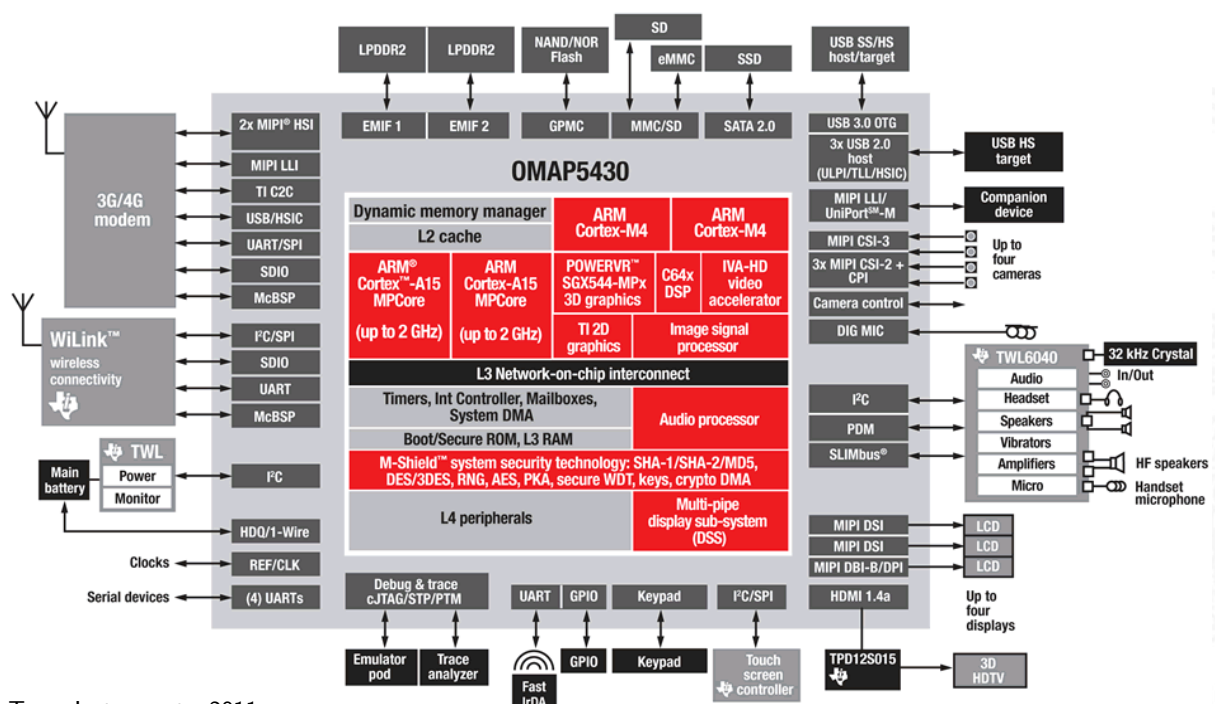 SD
LPDDR2
LPDDR2
NAND/NOR
Flash
eMMC
SSD
USB SS/HS
host/target
2x MIPI® HSI
EMIF 1
EMIF 2
GPMC
MMC/SD
SATA 2.0
USB 3.0 OTG
3x USB 2.0
host
(ULPI/TLL/HSIC)
USB HS
target
MIPI LLI
TI C2C
USB/HSIC
UART/SPI
SDIO
McBSP
3G/4G
modem
OMAP5430
MIPI LLI/
UniPort℠-M
Companion
device
MIPI CSI-3
3x MIPI CSI-2 +
CPI
Up to
four
cameras
Camera control
DIG MIC
Dynamic memory manager
L2 cache
ARM
Cortex-M4
ARM
Cortex-M4
ARM®
Cortex™-A15
MPCore
(up to 2 GHz)
ARM
Cortex-A15
MPCore
(up to 2 GHz)
POWERVR™
SGX544-MPx
3D graphics
C64x
DSP
IVA-HD
video
accelerator
TI 2D
graphics
Image signal
processor
L3 Network-on-chip interconnect
Timers, Int Controller, Mailboxes,
System DMA
Boot/Secure ROM, L3 RAM
Audio processor
M-Shield™ system security technology: SHA-1/SHA-2/MD5,
DES/3DES, RNG, AES, PKA, secure WDT, keys, crypto DMA
L4 peripherals
Multi-pipe
display sub-system
(DSS)
WiLink™
wireless
connectivity
I²C/SPI
SDIO
UART
McBSP
TWL
Power
Monitor
Main
battery
I²C
HDQ/1-Wire
Clocks
REF/CLK
Serial devices
(4) UARTs
TWL6040
32 kHz Crystal
Audio
In/Out
Headset
Speakers
Vibrators
Amplifiers
HF speakers
Micro
Handset
microphone
I²C
PDM
SLIMbus®
MIPI DSI
LCD
MIPI DSI
LCD
MIPI DBI-B/DPI
LCD
HDMI 1.4a
Up to
four
displays
Debug & trace
cJTAG/STP/PTM
UART
GPIO
Keypad
I²C/SPI
Emulator
pod
Trace
analyzer
Fast
IrDA
GPIO
Keypad
Touch
screen
controller
TPD12S015
3D
HDTV